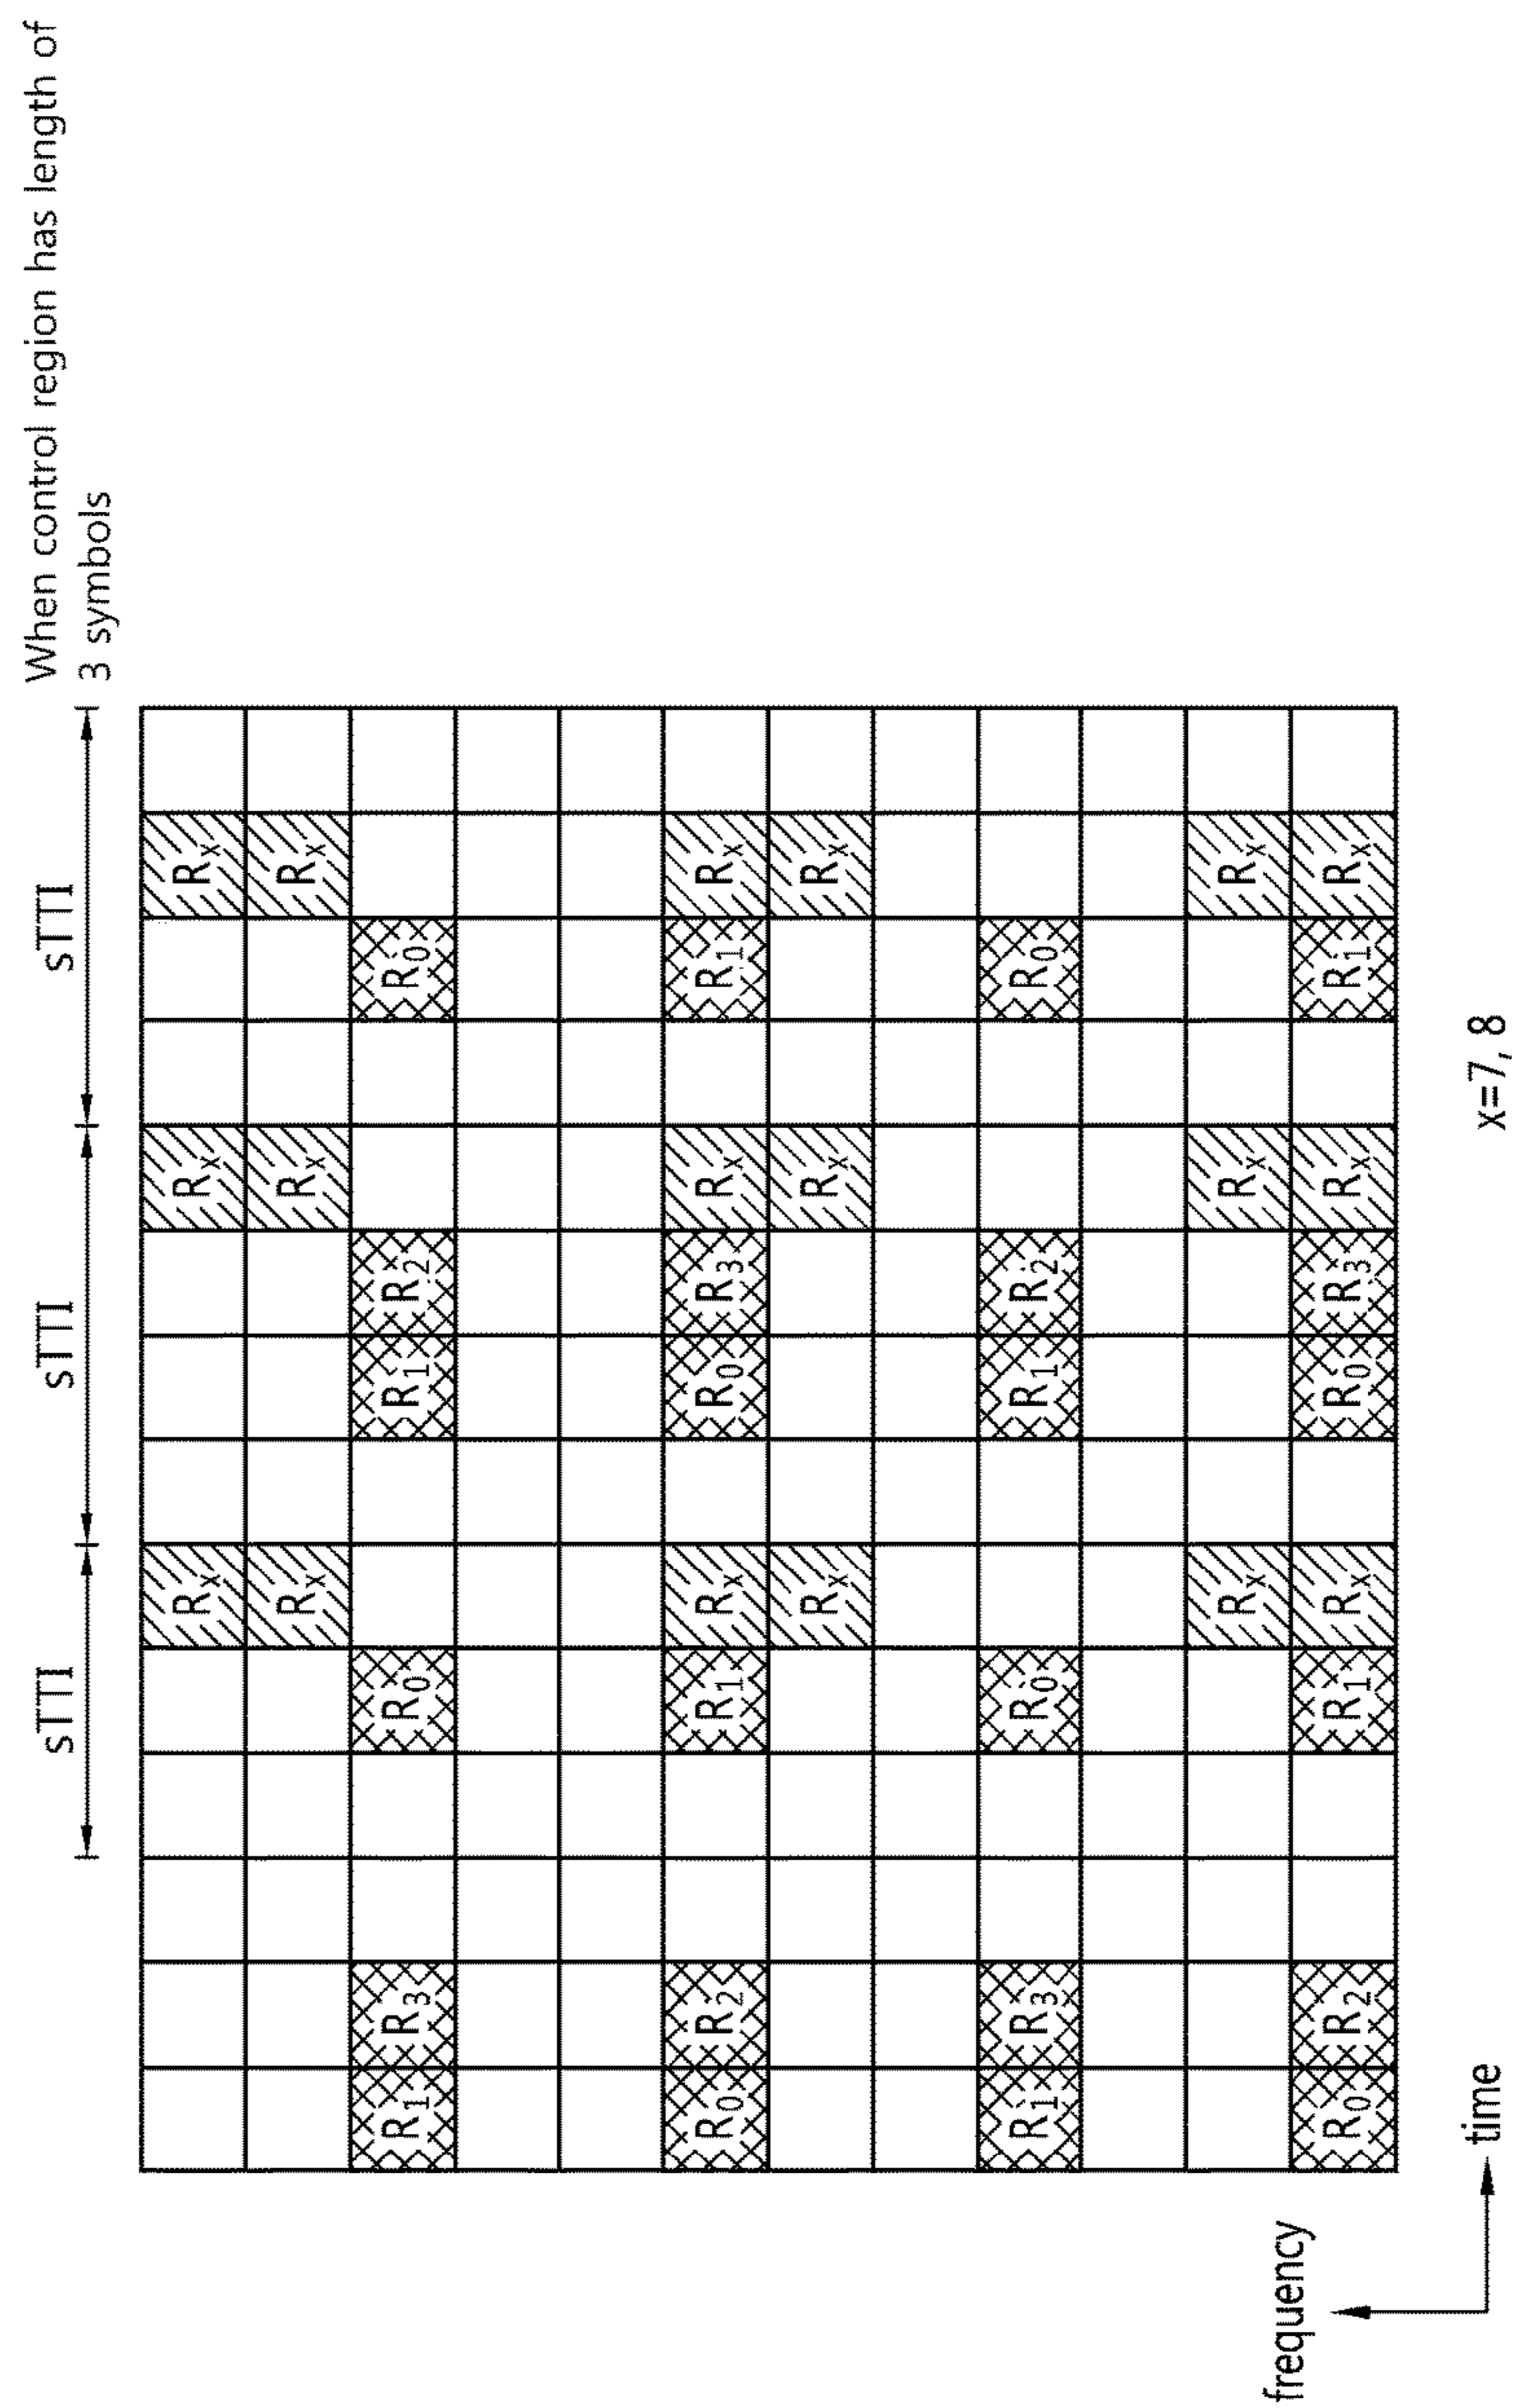 When control region has length of
3 symbols
sTTI sTTI sTTI
Rx Rx Rx
Rx Rx Rx
R1 R3 R0 R1 R2 R0
R0 R2 R1 Rx R0 R3 Rx R1 Rx
Rx Rx Rx
R1 R3 R0 R1 R2 R0
Rx Rx Rx
R0 R2 R1 Rx R0 R3 Rx R1 Rx
frequency
time
x=7, 8